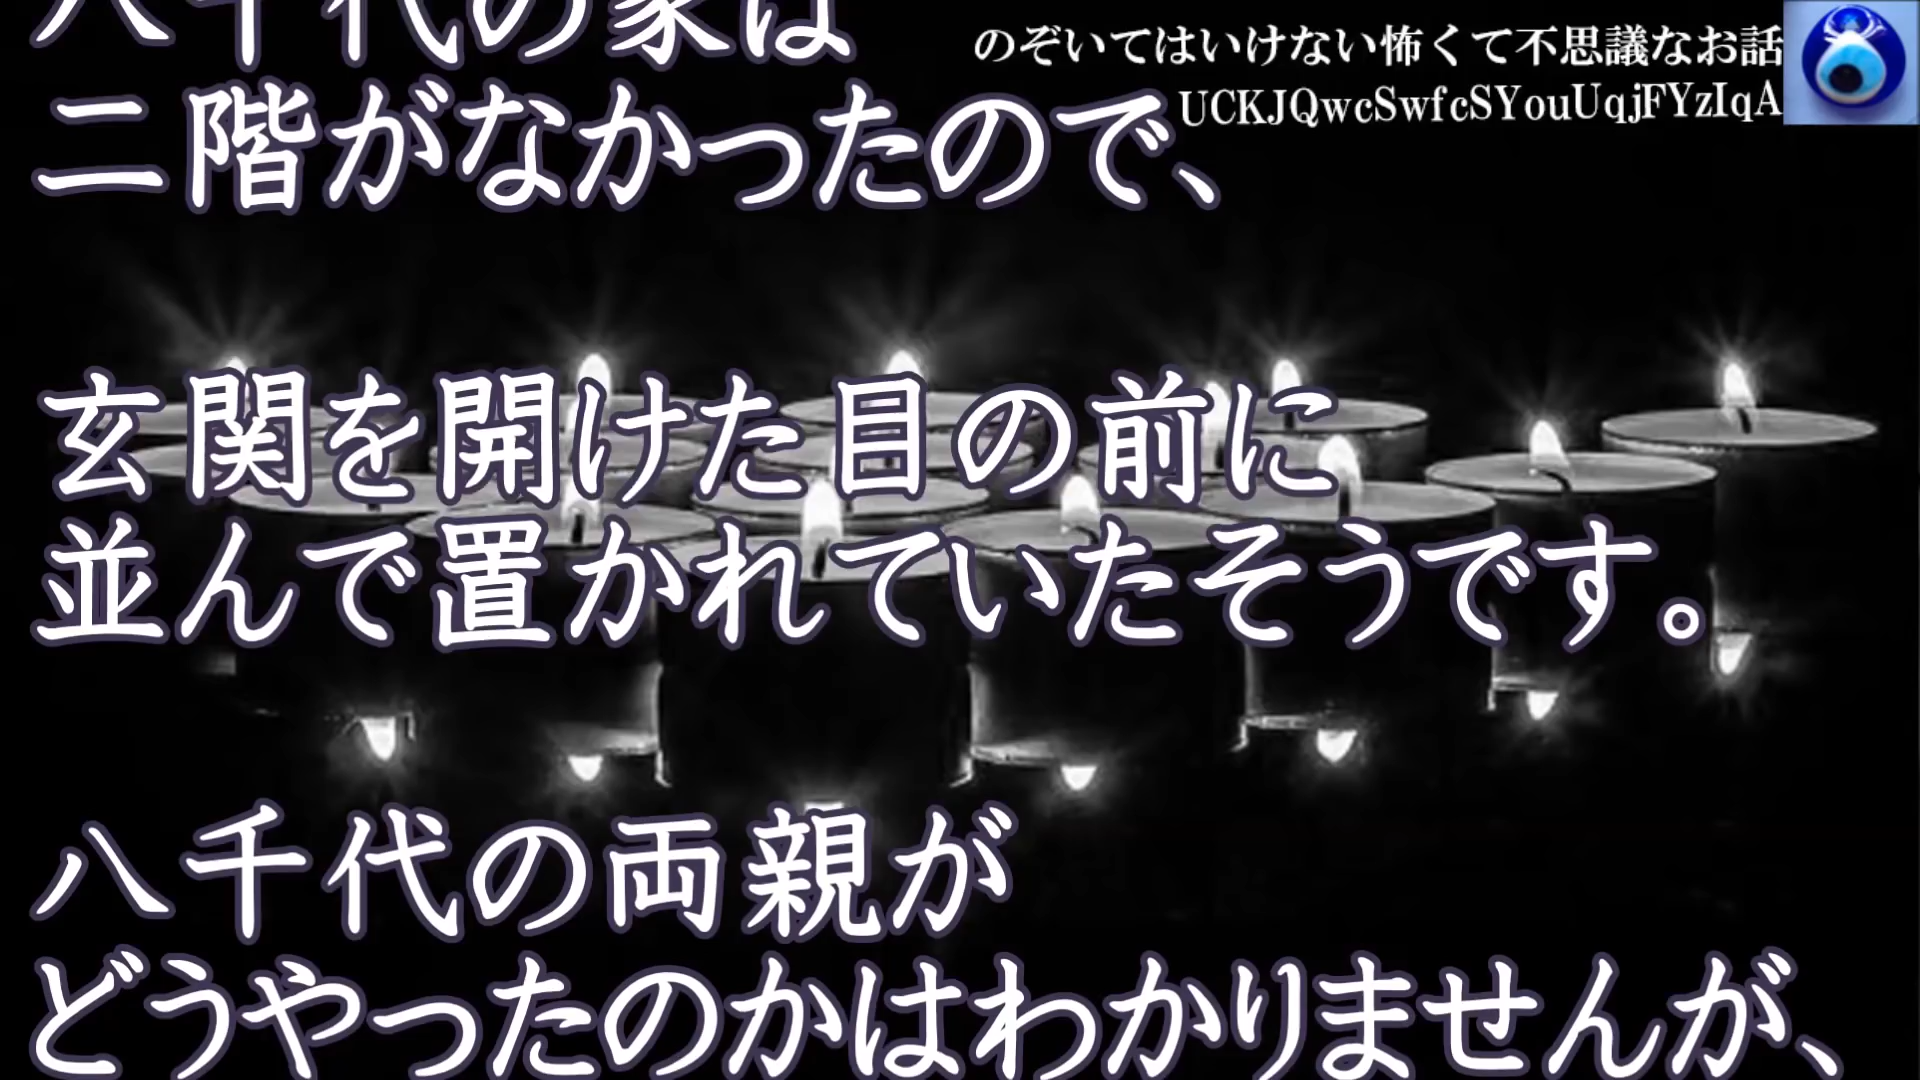 八千代の家は
のぞいてはいけない怖くて不思議なお話
UCKJQwcSwfcSYouUqjFYzIqA
二階がなかったので、
玄関を開けた目の前に
並んで置かれていたそうです。
八千代の両親が
どうやったのかはわかりませんが、